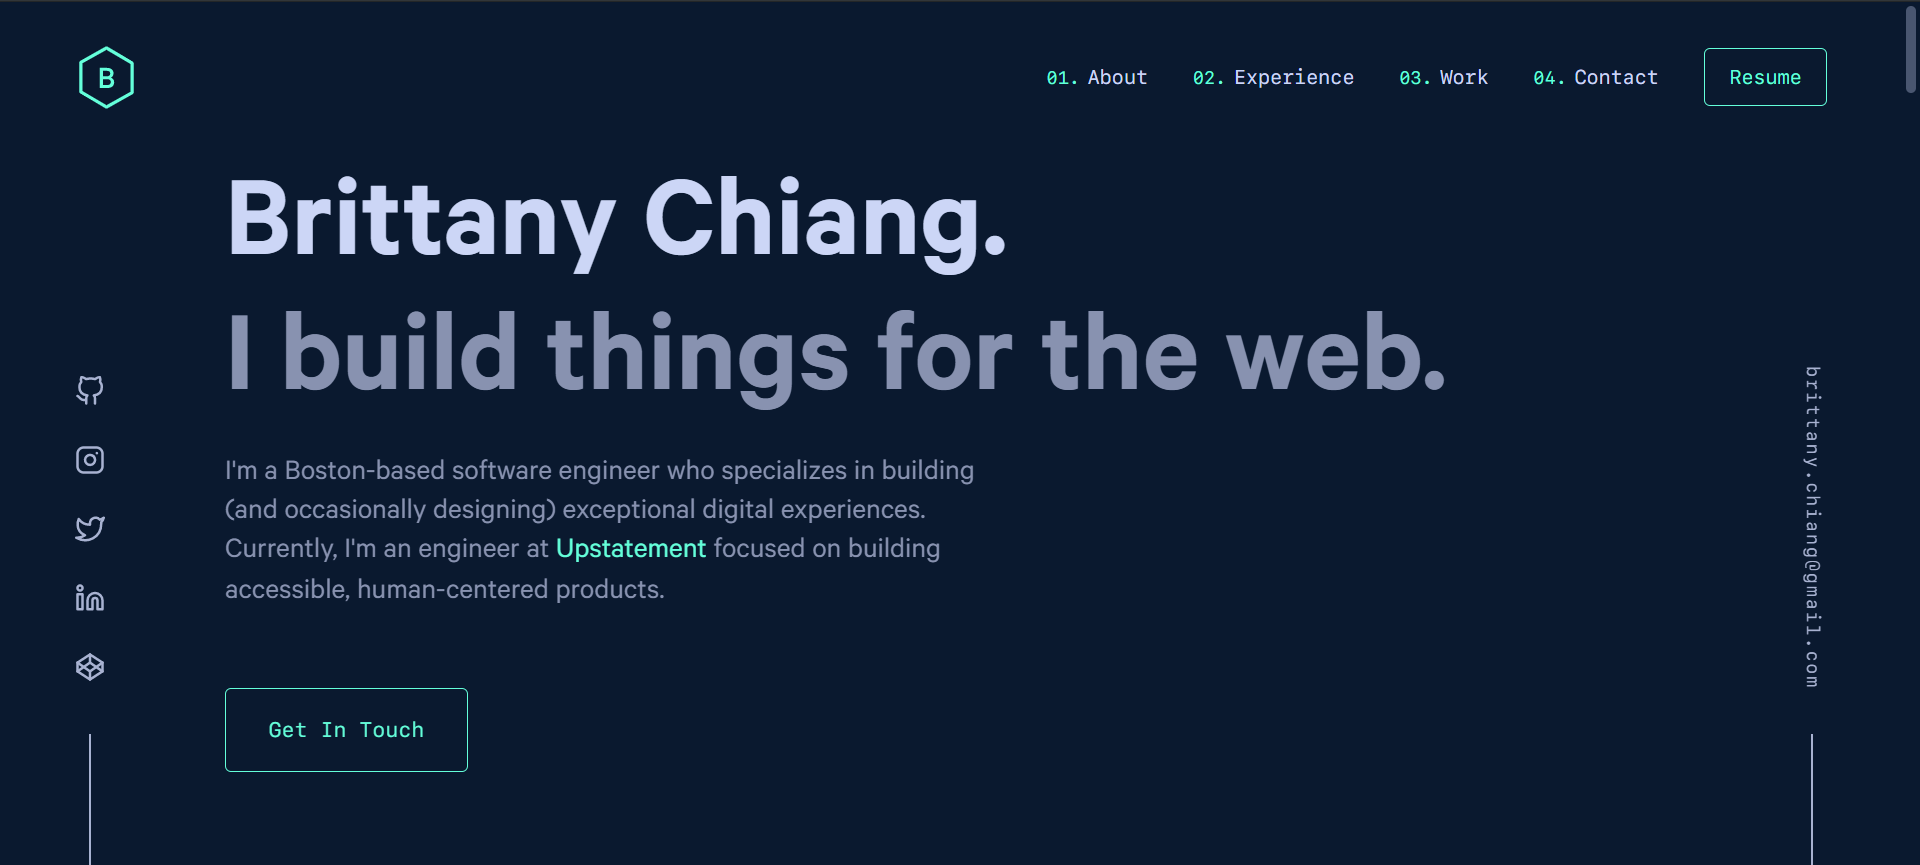 B
01. About
02. Experience
03. Work
04. Contact
Resume
Brittany Chiang.
I build things for the web.
I'm a Boston-based software engineer who specializes in building
(and occasionally designing) exceptional digital experiences.
Currently, I'm an engineer at Upstatement focused on building
accessible, human-centered products.
Get In Touch
in
brittany.chiang@gmail.com